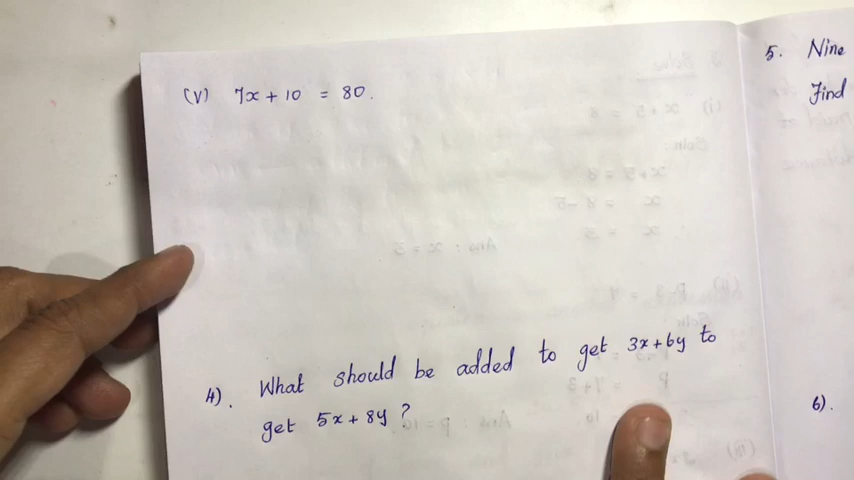 (V) 7x + 10 = 80.
4). What should be added to get 3x+6y to
get 5x + 8y ?
5. Nine
Find
6).